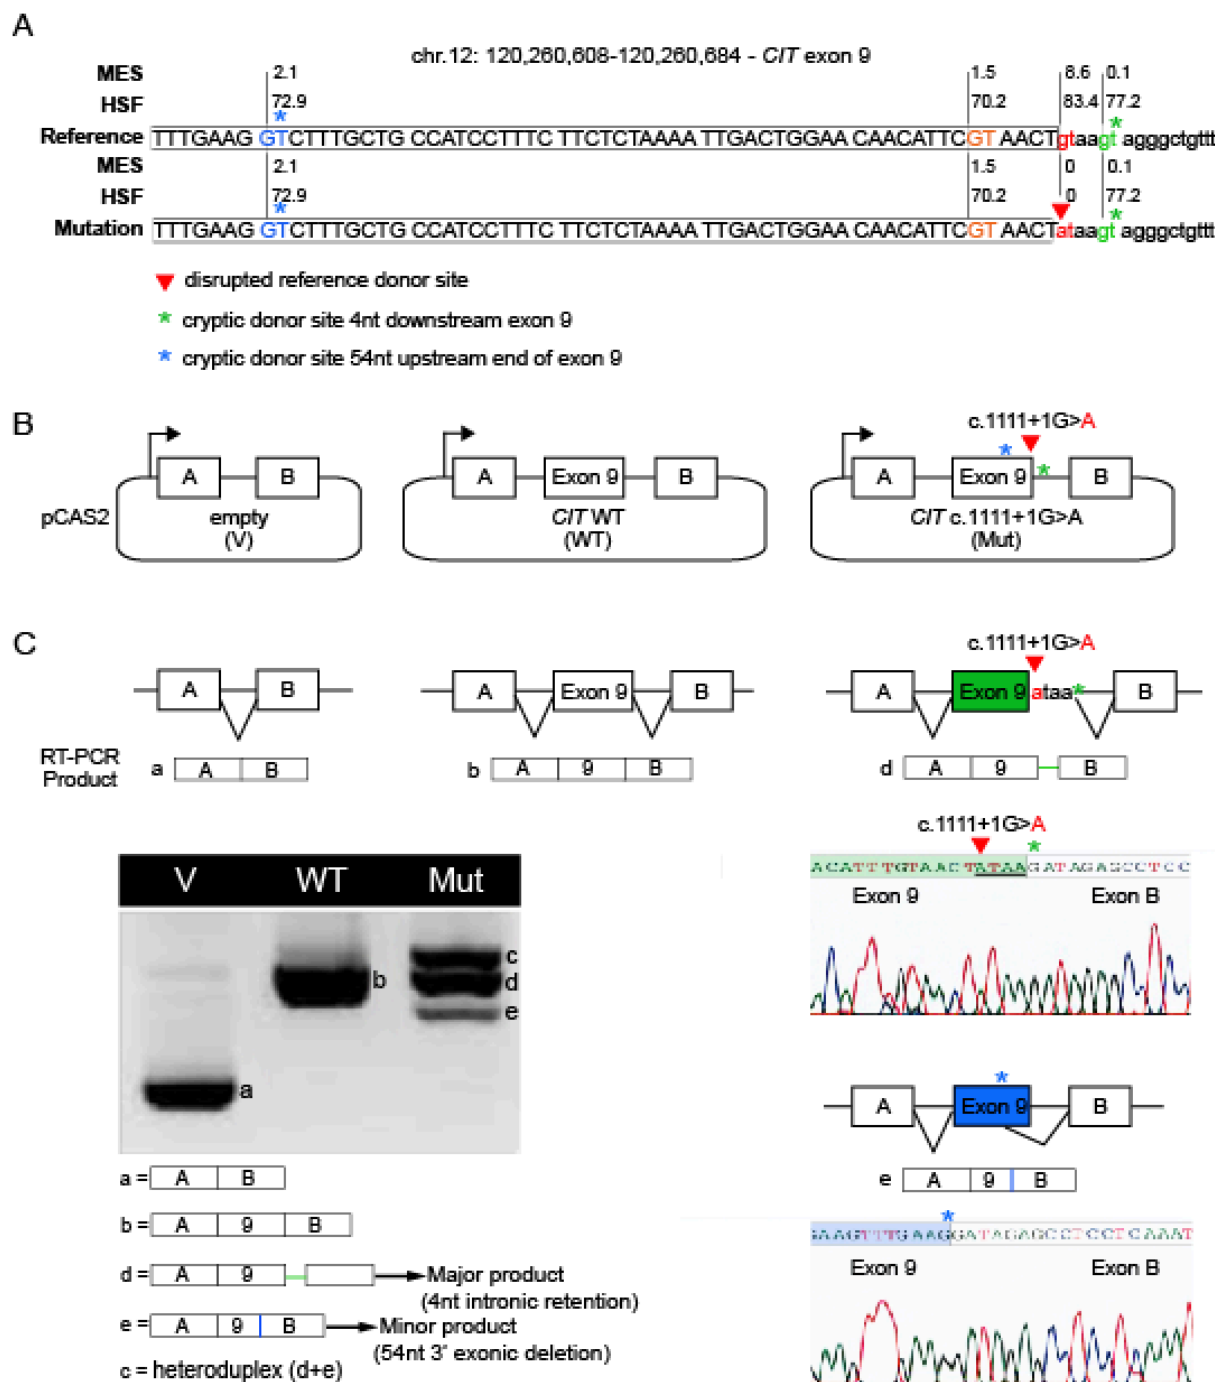 A
chr.12: 120,260,608-120,260,684 - CIT exon 9
MES 2.1 1.5 8.6 0.1
HSF 72.9 70.2 83.4 77.2
* *
Reference TTTGAAG GTCTTTGCTG CCATCCTTTC TTCTCTAAAA TTGACTGGAA CAACATTCGT AACTgtaagt agggctgttt
MES 2.1 1.5 0 0.1
HSF 72.9 70.2 0 77.2
* *
Mutation TTTGAAG GTCTTTGCTG CCATCCTTTC TTCTCTAAAA TTGACTGGAA CAACATTCGT AACTataagt agggctgttt
disrupted reference donor site
* cryptic donor site 4nt downstream exon 9
* cryptic donor site 54nt upstream end of exon 9
B
c.1111+1G>A
* *
A B A Exon 9 B A Exon 9 B
pCAS2 empty CIT WT CIT c.1111+1G>A
(V) (WT) (Mut)
C
c.1111+1G>A
A B A Exon 9 B A Exon 9 ataa* B
RT-PCR
Product
a A B b A 9 B d A 9 B
c.1111+1G>A
*
V WT Mut
ACATTTGTAACTATAAGATAGAGCCTCC
Exon 9 Exon B
c
b d
e
a
*
A Exon 9 B
e A 9 B
a = A B
b = A 9 B
*
GAAGTTTGAAGGATAGAGCCTCCTCAAAT
Exon 9 Exon B
d = A 9 Major product
(4nt intronic retention)
e = A 9 B Minor product
(54nt 3' exonic deletion)
c = heteroduplex (d+e)